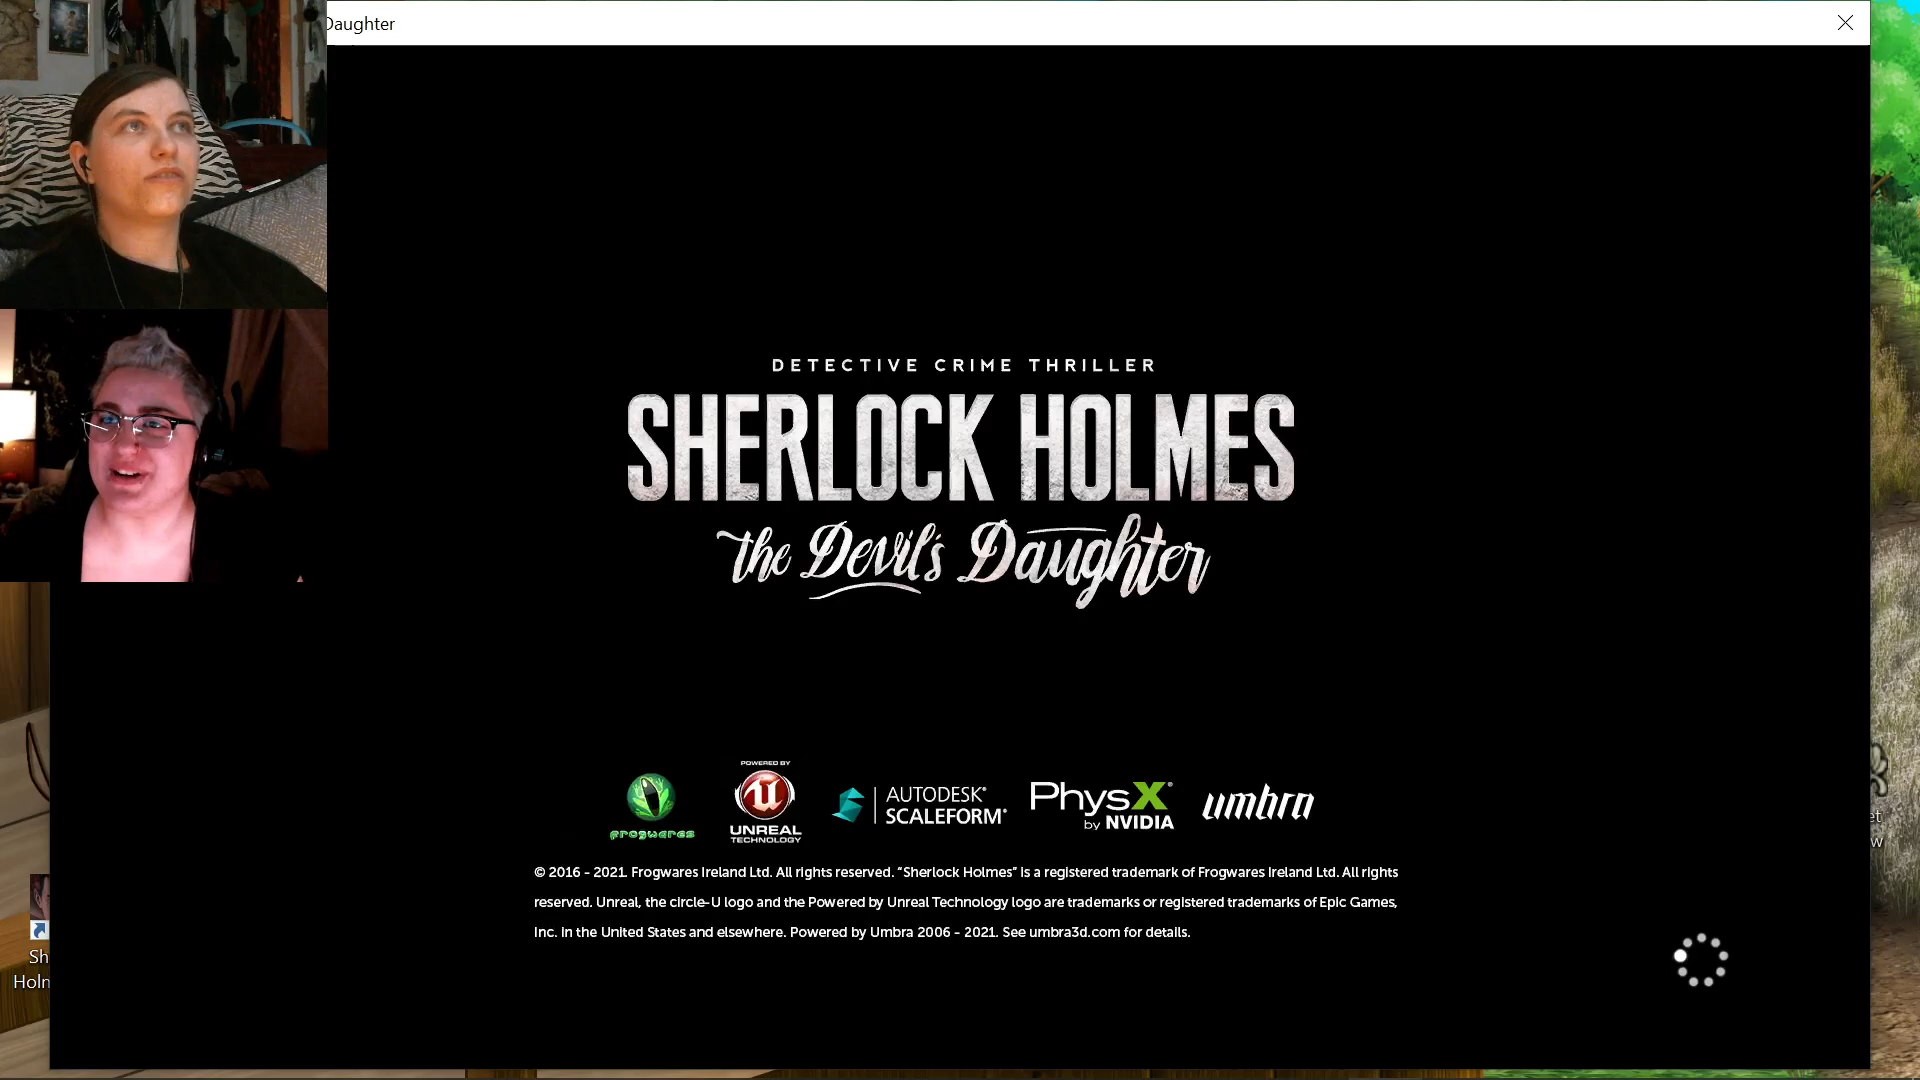 Daughter
DETECTIVE CRIME THRILLER
SHERLOCK HOLMES
the Devil's Daughter
frogwares
POWERED BY
UNREAL
TECHNOLOGY
AUTODESK®
SCALEFORM®
PhysX®
by NVIDIA
umbra
© 2016 - 2021. Frogwares Ireland Ltd. All rights reserved. “Sherlock Holmes” is a registered trademark of Frogwares Ireland Ltd. All rights
reserved. Unreal, the circle-U logo and the Powered by Unreal Technology logo are trademarks or registered trademarks of Epic Games,
Inc. in the United States and elsewhere. Powered by Umbra 2006 - 2021. See umbra3d.com for details.
Sh
Holm
et
w